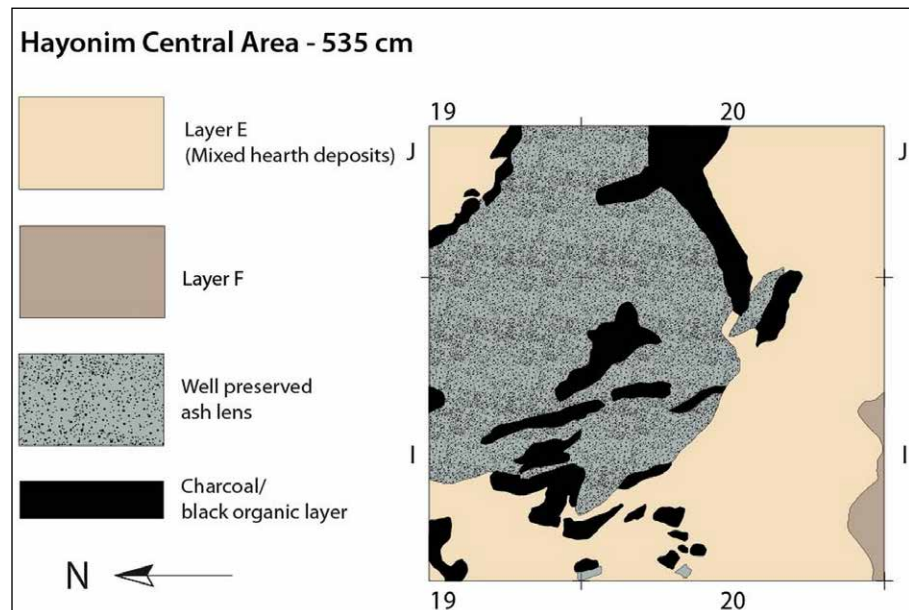 Hayonim Central Area - 535 cm
Layer E
(Mixed hearth deposits)
Layer F
Well preserved
ash lens
Charcoal/
black organic layer
N
19 20
J J
I I
19 20